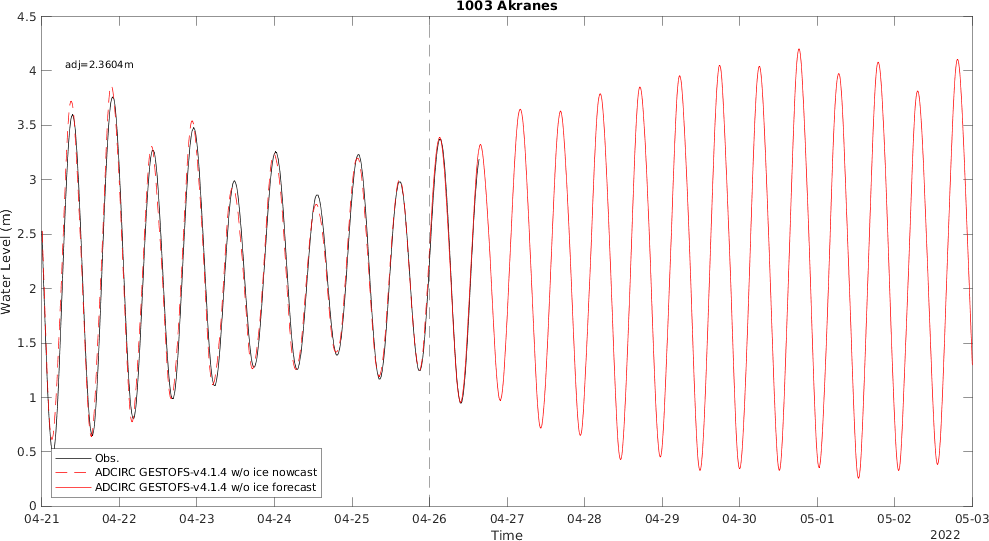 1003 Akranes
4.5
4
3.5
3
2.5
2
1.5
1
0.5
0
Water Level (m)
adj=2.3604m
Obs.
ADCIRC GESTOFS-v4.1.4 w/o ice nowcast
ADCIRC GESTOFS-v4.1.4 w/o ice forecast
04-21 04-22 04-23 04-24 04-25 04-26 04-27 04-28 04-29 04-30 05-01 05-02 05-03
Time
2022